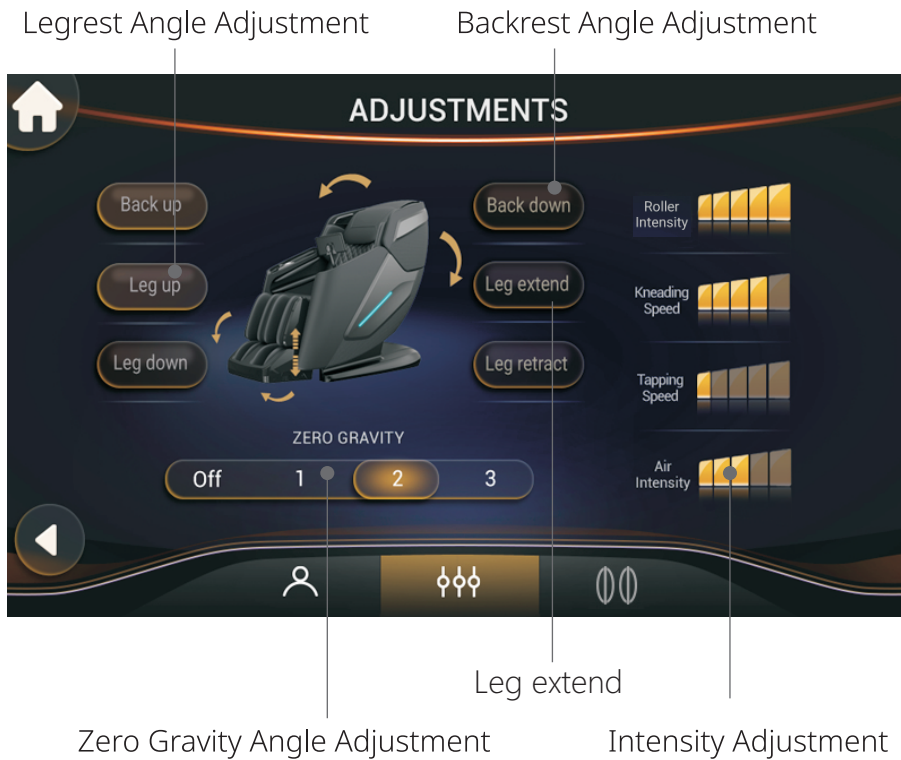 Legrest Angle Adjustment
Backrest Angle Adjustment
ADJUSTMENTS
Back up
Back down
Roller
Intensity
Leg up
Leg extend
Kneading
Speed
Leg down
Leg retract
Tapping
Speed
ZERO GRAVITY
Off 1 2 3
Air
Intensity
Leg extend
Zero Gravity Angle Adjustment
Intensity Adjustment